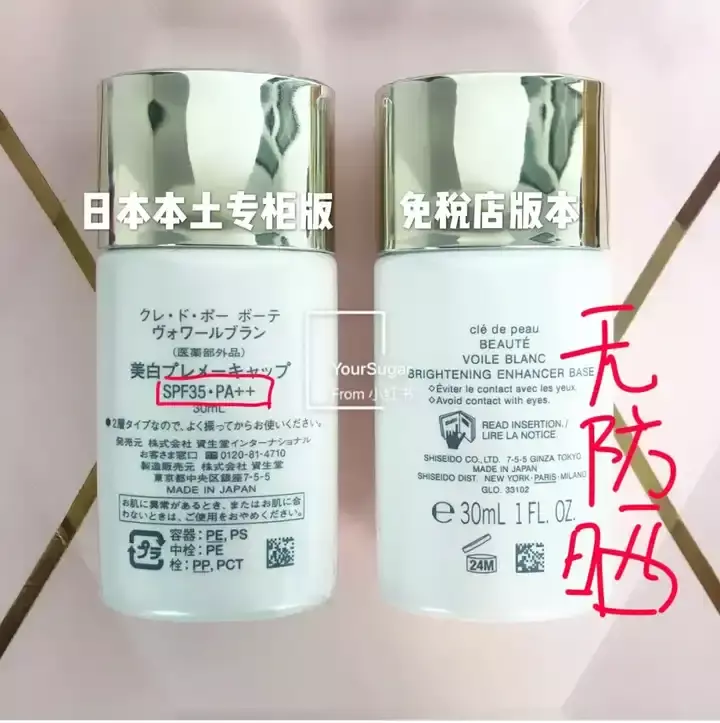 日本本土专柜版
クレ・ド・ポー ボーテ
ヴォワールブラン
(医薬部外品)
美白プレメーキャップ
SPF35・PA++
30mL
●2層タイプなので、よく振ってからお使いください。
発売元 株式会社 資生堂インターナショナル
お客さま窓口 0120-81-4710
製造販売元 株式会社 資生堂
東京都中央区銀座7-5-5
MADE IN JAPAN
お肌に異常があるとき、またはお肌に合
わないときは、ご使用をおやめください。
プラ
容器:PE, PS
中栓:PE
栓:PP, PCT
免税店版本
clé de peau
BEAUTÉ
VOILE BLANC
BRIGHTENING ENHANCER BASE
◇Éviter le contact avec les yeux.
◇Avoid contact with eyes.
READ INSERTION./
LIRE LA NOTICE.
SHISEIDO CO., LTD. 7-5-5 GINZA TOKYO
MADE IN JAPAN
SHISEIDO DIST. NEW YORK・PARIS・MILANO
GLO. 33102
℮ 30mL 1 FL. OZ.
24M
YourSuga
From 小红书
无防晒